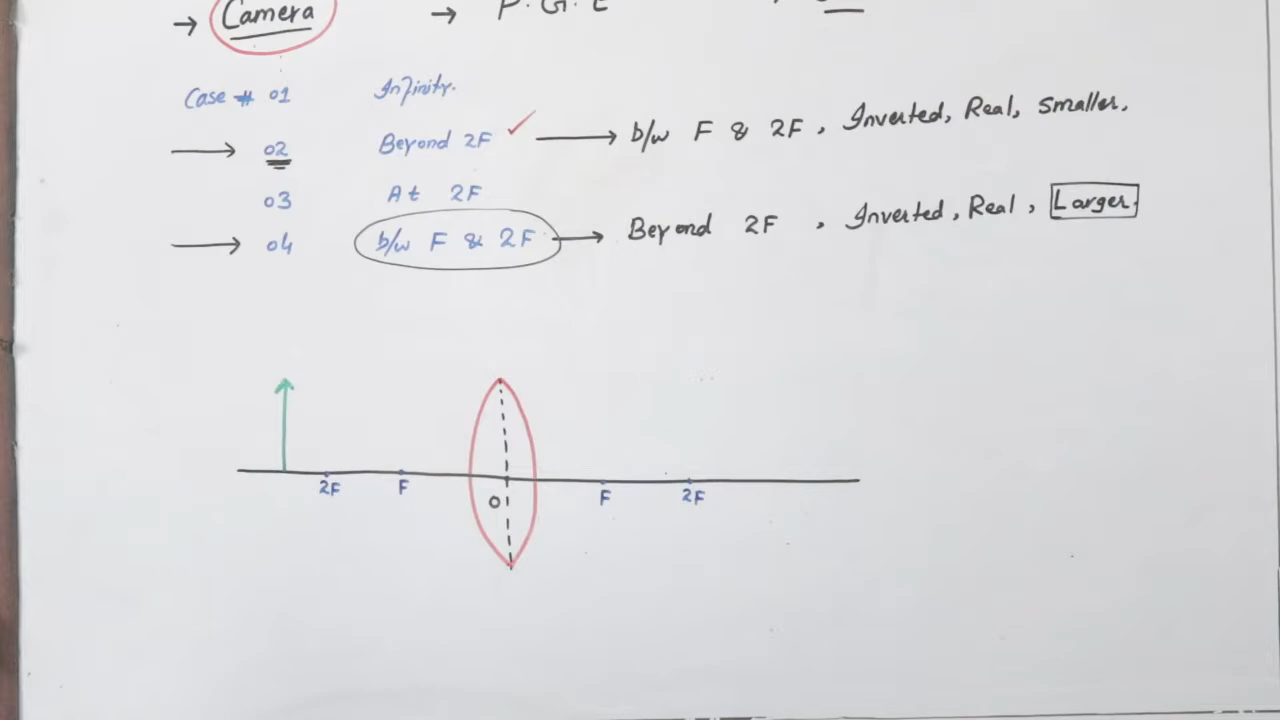 → Camera →
Case # 01 Infinity.
→ 02 Beyond 2F ✓ → b/w F & 2F, Inverted, Real, Smaller.
03 At 2F
→ 04 b/w F & 2F → Beyond 2F, Inverted, Real, Larger.
2F F O F 2F